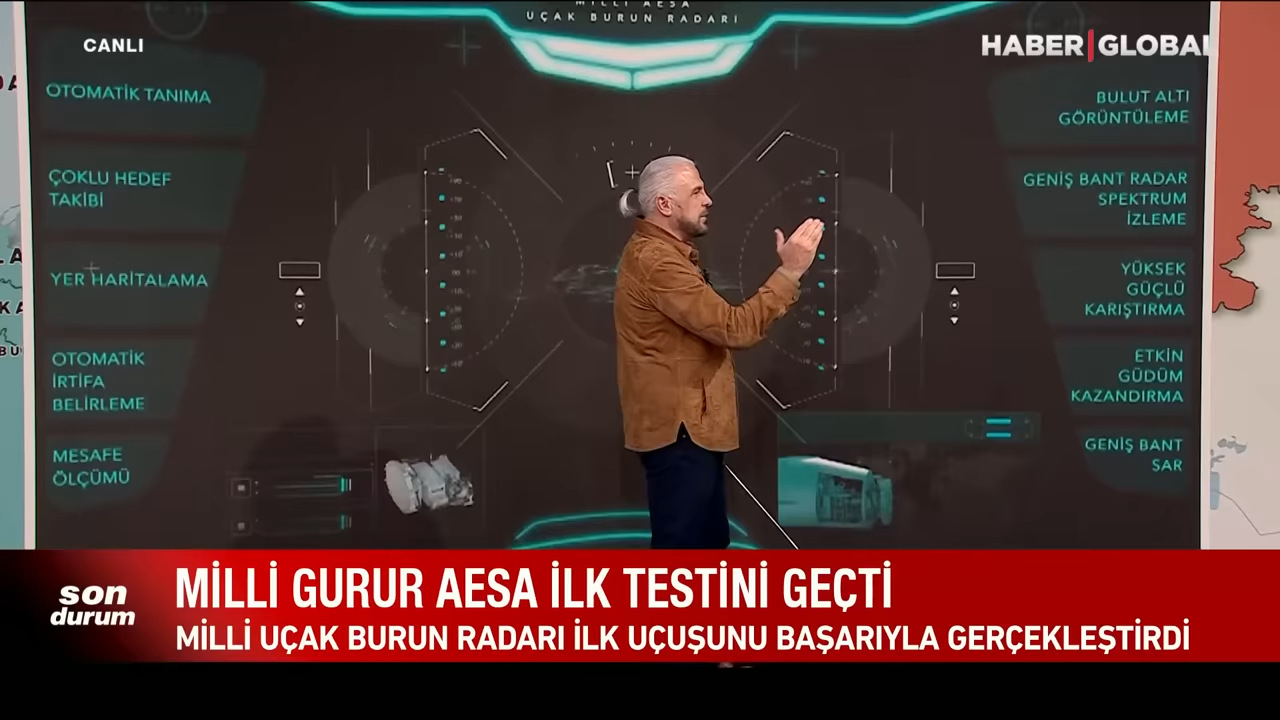 MİLLİ AESA
UÇAK BURUN RADARI
CANLI
HABER GLOBAL
OTOMATİK TANIMA
ÇOKLU HEDEF
TAKİBİ
YER HARİTALAMA
OTOMATİK
İRTİFA
BELİRLEME
MESAFE
ÖLÇÜMÜ
BULUT ALTI
GÖRÜNTÜLEME
GENİŞ BANT RADAR
SPEKTRUM
İZLEME
YÜKSEK
GÜÇLÜ
KARIŞTIRMA
ETKİN
GÜDÜM
KAZANDIRMA
GENİŞ BANT
SAR
son
durum
MİLLİ GURUR AESA İLK TESTİNİ GEÇTİ
MİLLİ UÇAK BURUN RADARI İLK UÇUŞUNU BAŞARIYLA GERÇEKLEŞTİRDİ